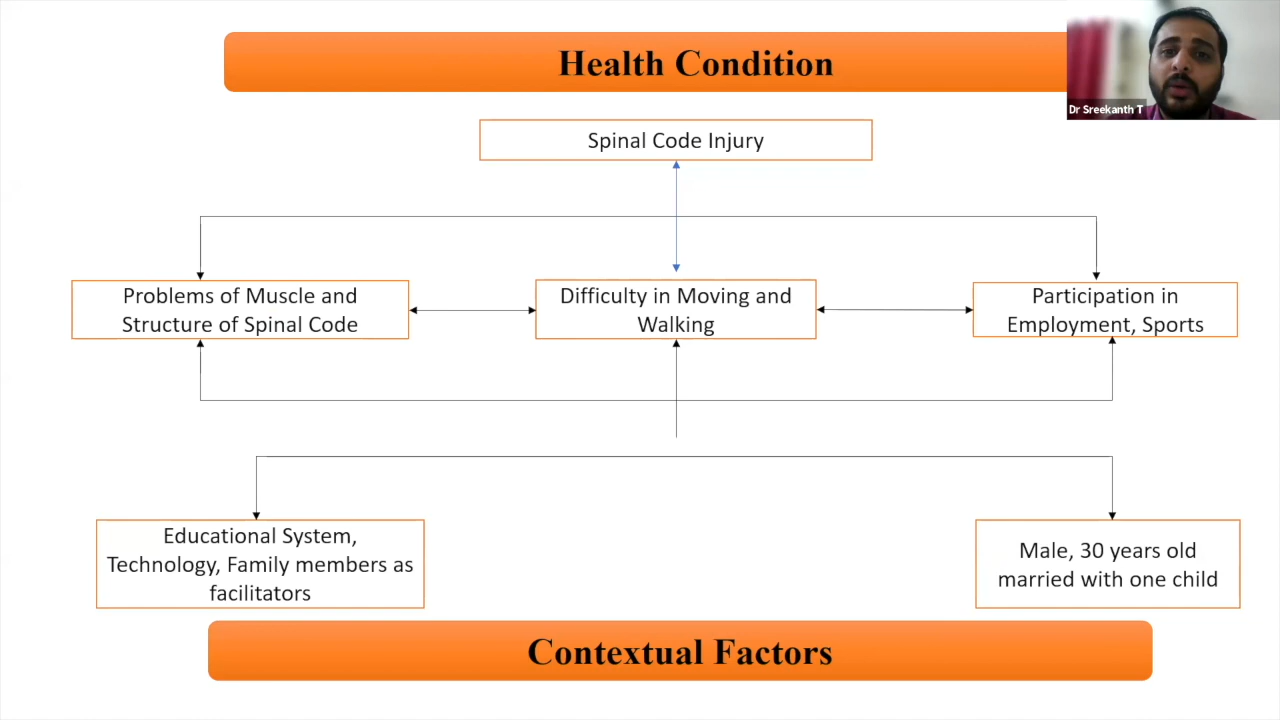 Health Condition
Dr Sreekanth T
Spinal Code Injury
Problems of Muscle and
Structure of Spinal Code
Difficulty in Moving and
Walking
Participation in
Employment, Sports
Educational System,
Technology, Family members as
facilitators
Male, 30 years old
married with one child
Contextual Factors